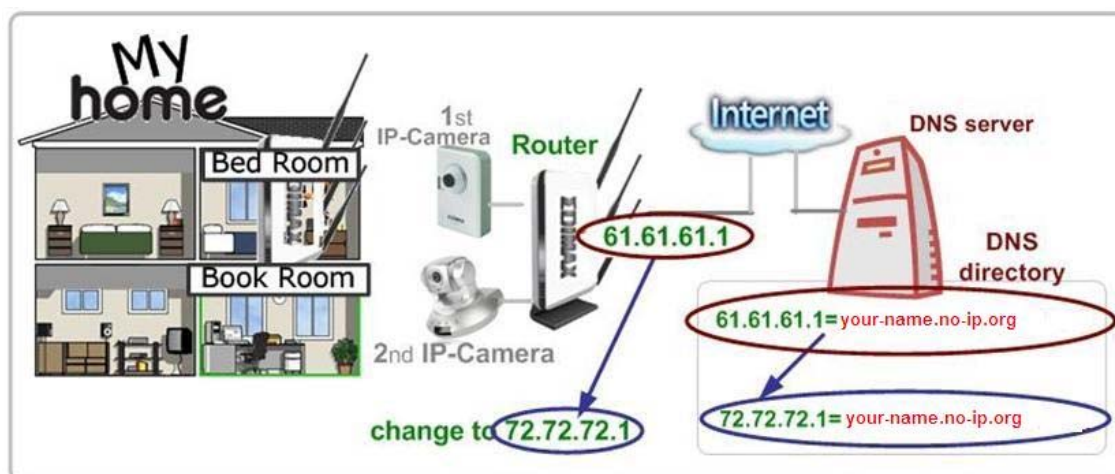 My
home
Bed Room
Book Room
1st
IP-Camera
2nd IP-Camera
Router
61.61.61.1
change to 72.72.72.1
Internet
DNS server
DNS
directory
61.61.61.1=your-name.no-ip.org
72.72.72.1=your-name.no-ip.org